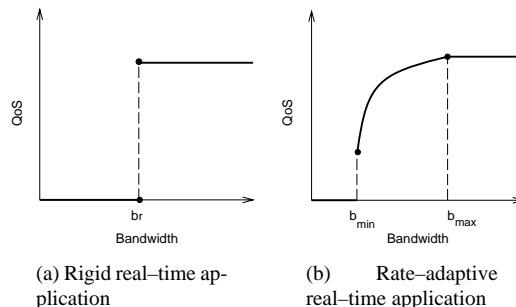 QoS
br
Bandwidth
QoS
b min
b max
Bandwidth
(a) Rigid real–time ap-
plication
(b) Rate–adaptive
real–time application